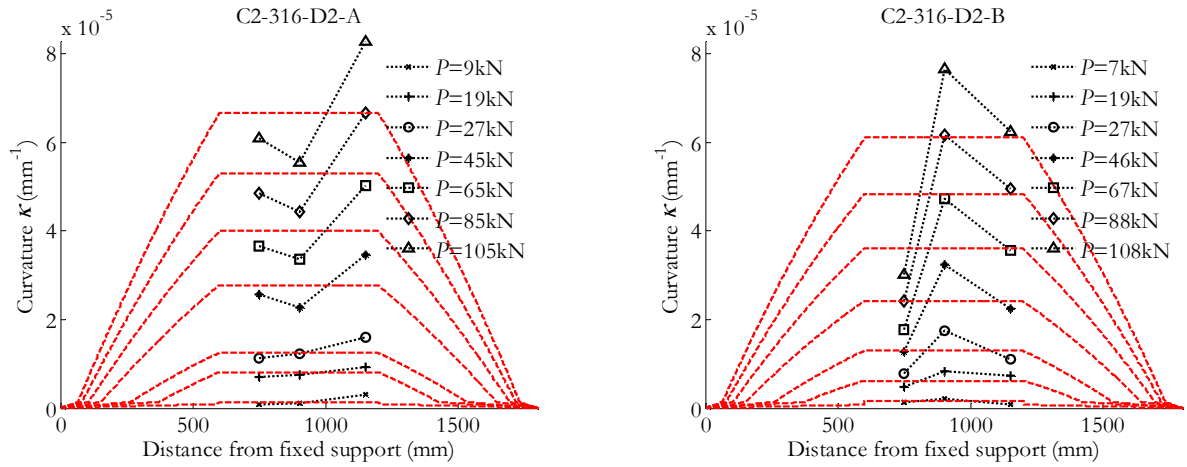 C2-316-D2-A
x 10⁻⁵
8
6
4
2
0
0 500 1000 1500
Curvature κ (mm⁻¹)
Distance from fixed support (mm)
P=9kN
P=19kN
P=27kN
P=45kN
P=65kN
P=85kN
P=105kN
C2-316-D2-B
x 10⁻⁵
8
6
4
2
0
0 500 1000 1500
Curvature κ (mm⁻¹)
Distance from fixed support (mm)
P=7kN
P=19kN
P=27kN
P=46kN
P=67kN
P=88kN
P=108kN